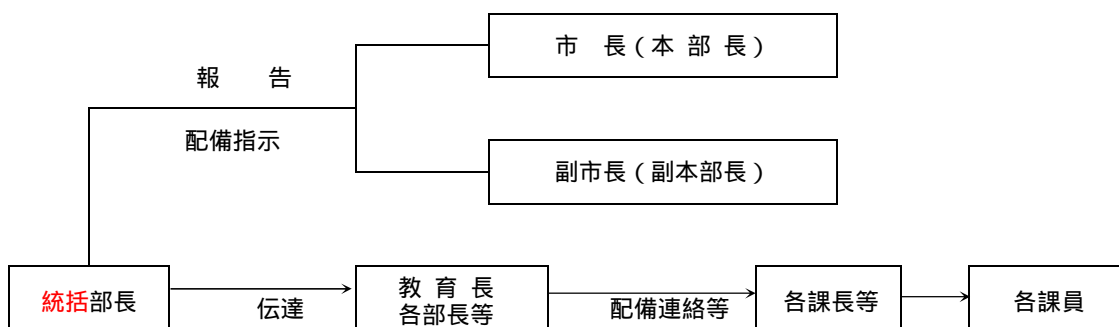 市　長（本 部 長）
報　　告
配備指示
副市長（副本部長）
統括部長
伝達
教 育 長
各部長等
配備連絡等
各課長等
各課員